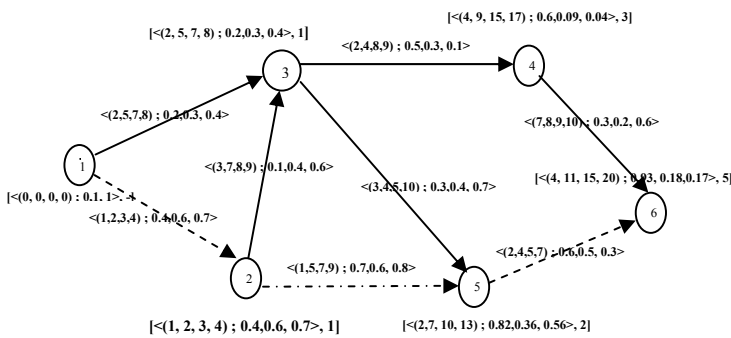 [<(4, 9, 15, 17) ; 0.6,0.09, 0.04>, 3]
[<(2, 5, 7, 8) ; 0.2,0.3, 0.4>, 1]
<(2,4,8,9) ; 0.5,0.3, 0.1>
3
4
<(2,5,7,8) ; 0.2,0.3, 0.4>
<(7,8,9,10) ; 0.3,0.2, 0.6>
1
<(3,7,8,9) ; 0.1,0.4, 0.6>
<(3,4,5,10) ; 0.3,0.4, 0.7>
[<(4, 11, 15, 20) ; 0.93, 0.18,0.17>, 5]
[<(0, 0, 0, 0) : 0.1. 1>. -1
6
<(1,2,3,4) ; 0.4,0.6, 0.7>
<(2,4,5,7) ; 0.6,0.5, 0.3>
<(1,5,7,9) ; 0.7,0.6, 0.8>
2
5
[<(1, 2, 3, 4) ; 0.4,0.6, 0.7>, 1]
[<(2,7, 10, 13) ; 0.82,0.36, 0.56>, 2]